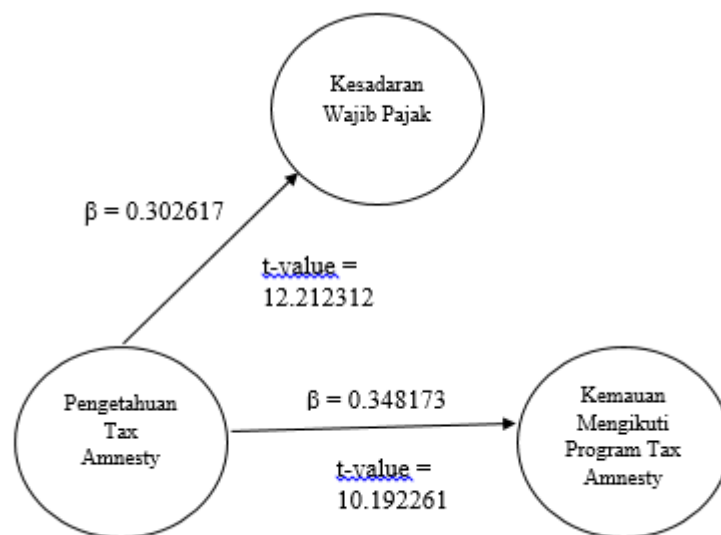 Kesadaran
Wajib Pajak
β = 0.302617
t-value =
12.212312
Pengetahuan
Tax
Amnesty
β = 0.348173
t-value =
10.192261
Kemauan
Mengikuti
Program Tax
Amnesty